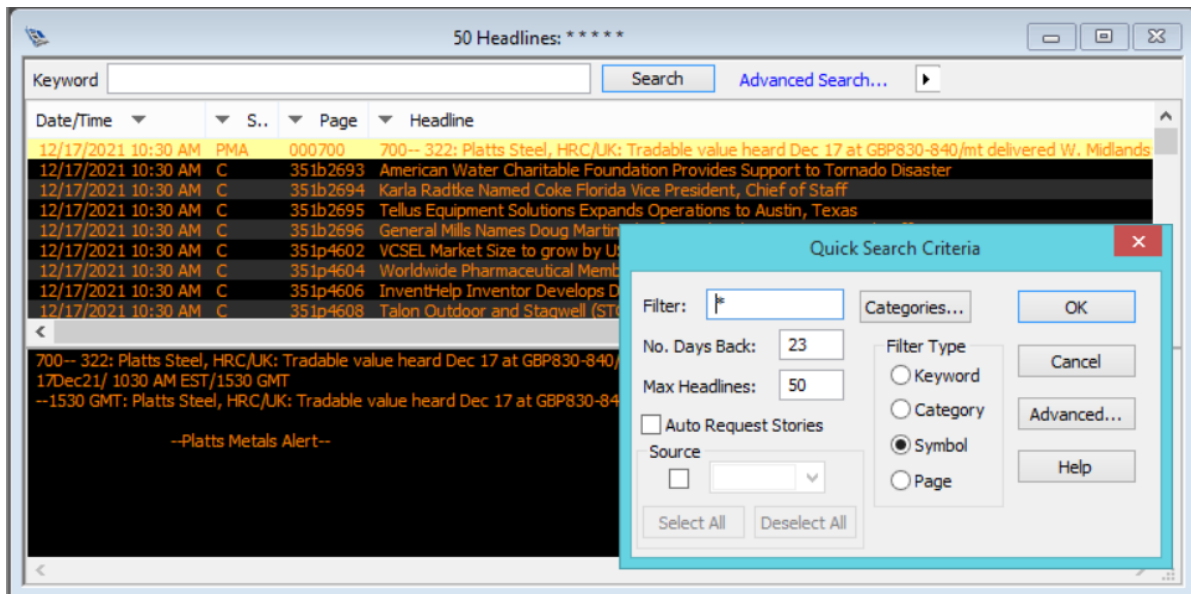 50 Headlines: * * * * *
Keyword Search Advanced Search...
Date/Time S.. Page Headline
12/17/2021 10:30 AM PMA 000700 700-- 322: Platts Steel, HRC/UK: Tradable value heard Dec 17 at GBP830-840/mt delivered W. Midlands
12/17/2021 10:30 AM C 351b2693 American Water Charitable Foundation Provides Support to Tornado Disaster
12/17/2021 10:30 AM C 351b2694 Karla Radtke Named Coke Florida Vice President, Chief of Staff
12/17/2021 10:30 AM C 351b2695 Tellus Equipment Solutions Expands Operations to Austin, Texas
12/17/2021 10:30 AM C 351b2696 General Mills Names Doug Martin
12/17/2021 10:30 AM C 351p4602 VCSEL Market Size to grow by US
12/17/2021 10:30 AM C 351p4604 Worldwide Pharmaceutical Memb
12/17/2021 10:30 AM C 351p4606 InventHelp Inventor Develops D
12/17/2021 10:30 AM C 351p4608 Talon Outdoor and Stagwell (STG
700-- 322: Platts Steel, HRC/UK: Tradable value heard Dec 17 at GBP830-840/
17Dec21/ 1030 AM EST/1530 GMT
--1530 GMT: Platts Steel, HRC/UK: Tradable value heard Dec 17 at GBP830-84
--Platts Metals Alert--
Quick Search Criteria
Filter: * Categories... OK
No. Days Back: 23 Filter Type Cancel
Max Headlines: 50 Keyword
Auto Request Stories Category Advanced...
Source Symbol
Page Help
Select All Deselect All